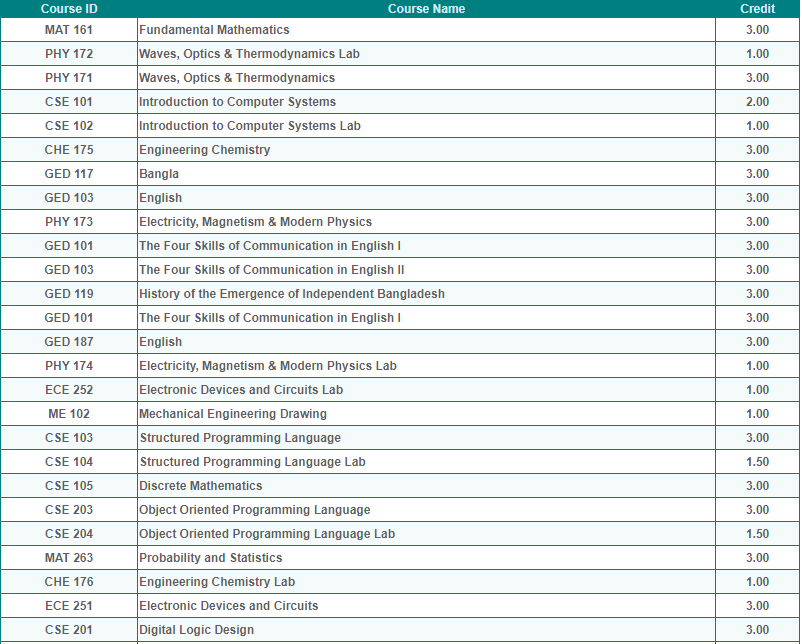 Course ID Course Name Credit
MAT 161 Fundamental Mathematics 3.00
PHY 172 Waves, Optics & Thermodynamics Lab 1.00
PHY 171 Waves, Optics & Thermodynamics 3.00
CSE 101 Introduction to Computer Systems 2.00
CSE 102 Introduction to Computer Systems Lab 1.00
CHE 175 Engineering Chemistry 3.00
GED 117 Bangla 3.00
GED 103 English 3.00
PHY 173 Electricity, Magnetism & Modern Physics 3.00
GED 101 The Four Skills of Communication in English I 3.00
GED 103 The Four Skills of Communication in English II 3.00
GED 119 History of the Emergence of Independent Bangladesh 3.00
GED 101 The Four Skills of Communication in English I 3.00
GED 187 English 3.00
PHY 174 Electricity, Magnetism & Modern Physics Lab 1.00
ECE 252 Electronic Devices and Circuits Lab 1.00
ME 102 Mechanical Engineering Drawing 1.00
CSE 103 Structured Programming Language 3.00
CSE 104 Structured Programming Language Lab 1.50
CSE 105 Discrete Mathematics 3.00
CSE 203 Object Oriented Programming Language 3.00
CSE 204 Object Oriented Programming Language Lab 1.50
MAT 263 Probability and Statistics 3.00
CHE 176 Engineering Chemistry Lab 1.00
ECE 251 Electronic Devices and Circuits 3.00
CSE 201 Digital Logic Design 3.00